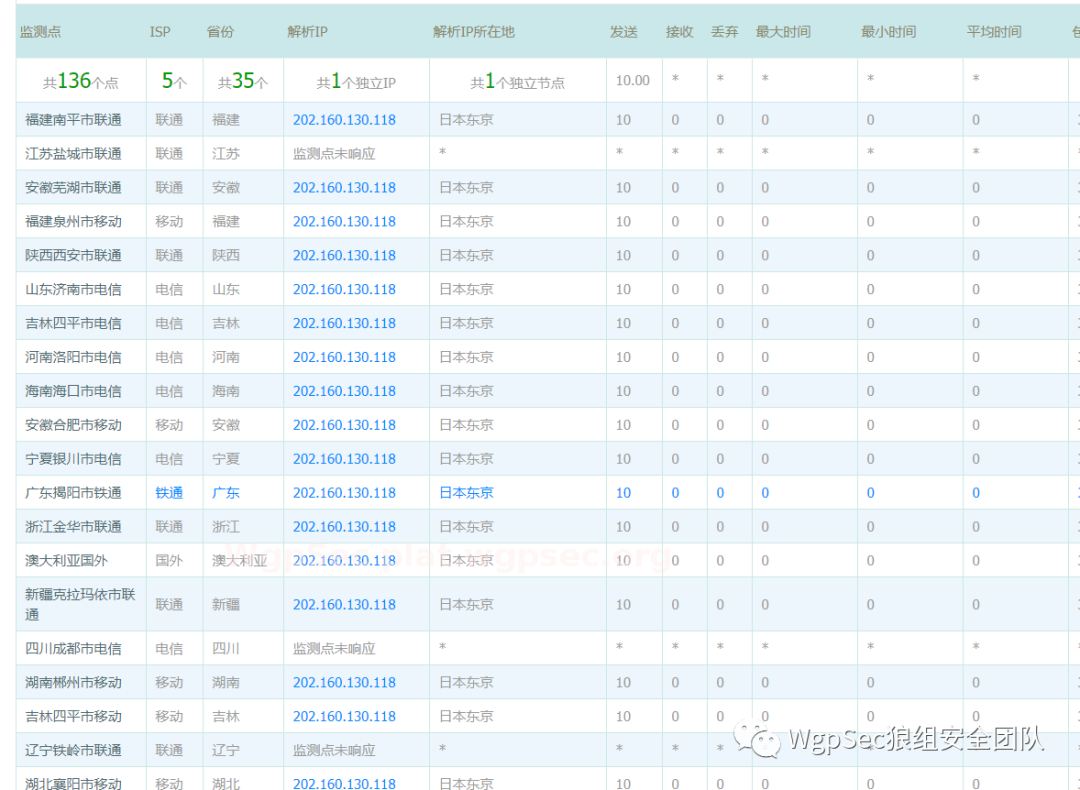 监测点 ISP 省份 解析IP 解析IP所在地 发送 接收 丢弃 最大时间 最小时间 平均时间
共136个点 5个 共35个 共1个独立IP 共1个独立节点 10.00 * * * * *
福建南平市联通 联通 福建 202.160.130.118 日本东京 10 0 0 0 0 0
江苏盐城市联通 联通 江苏 监测点未响应 * * * * * * *
安徽芜湖市联通 联通 安徽 202.160.130.118 日本东京 10 0 0 0 0 0
福建泉州市移动 移动 福建 202.160.130.118 日本东京 10 0 0 0 0 0
陕西西安市联通 联通 陕西 202.160.130.118 日本东京 10 0 0 0 0 0
山东济南市电信 电信 山东 202.160.130.118 日本东京 10 0 0 0 0 0
吉林四平市电信 电信 吉林 202.160.130.118 日本东京 10 0 0 0 0 0
河南洛阳市电信 电信 河南 202.160.130.118 日本东京 10 0 0 0 0 0
海南海口市电信 电信 海南 202.160.130.118 日本东京 10 0 0 0 0 0
安徽合肥市移动 移动 安徽 202.160.130.118 日本东京 10 0 0 0 0 0
宁夏银川市电信 电信 宁夏 202.160.130.118 日本东京 10 0 0 0 0 0
广东揭阳市铁通 铁通 广东 202.160.130.118 日本东京 10 0 0 0 0 0
浙江金华市联通 联通 浙江 202.160.130.118 日本东京 10 0 0 0 0 0
澳大利亚国外 国外 澳大利亚 202.160.130.118 日本东京 10 0 0 0 0 0
新疆克拉玛依市联
通 联通 新疆 202.160.130.118 日本东京 10 0 0 0 0 0
四川成都市电信 电信 四川 监测点未响应 * * * * * * *
湖南郴州市移动 移动 湖南 202.160.130.118 日本东京 10 0 0 0 0 0
吉林四平市移动 移动 吉林 202.160.130.118 日本东京 10 0 0 0 0 0
辽宁铁岭市联通 联通 辽宁 监测点未响应 * * * * * * *
湖北襄阳市移动 移动 湖北 202.160.130.118 日本东京 10 0 0 0 0 0
WgpSec狼组安全团队